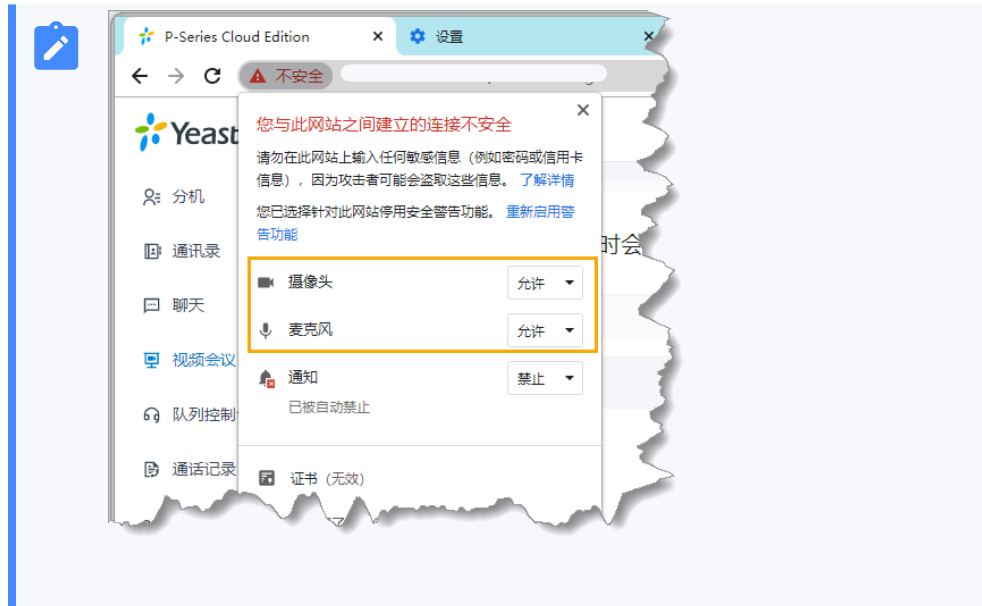 P-Series Cloud Edition
设置
不安全
Yeast
您与此网站之间建立的连接不安全
请勿在此网站上输入任何敏感信息（例如密码或信用卡
信息），因为攻击者可能会盗取这些信息。 了解详情
您已选择针对此网站停用安全警告功能。 重新启用警
告功能
时会
分机
通讯录
聊天
视频会议
队列控制
通话记录
摄像头 允许
麦克风 允许
通知 禁止
已被自动禁止
证书（无效）